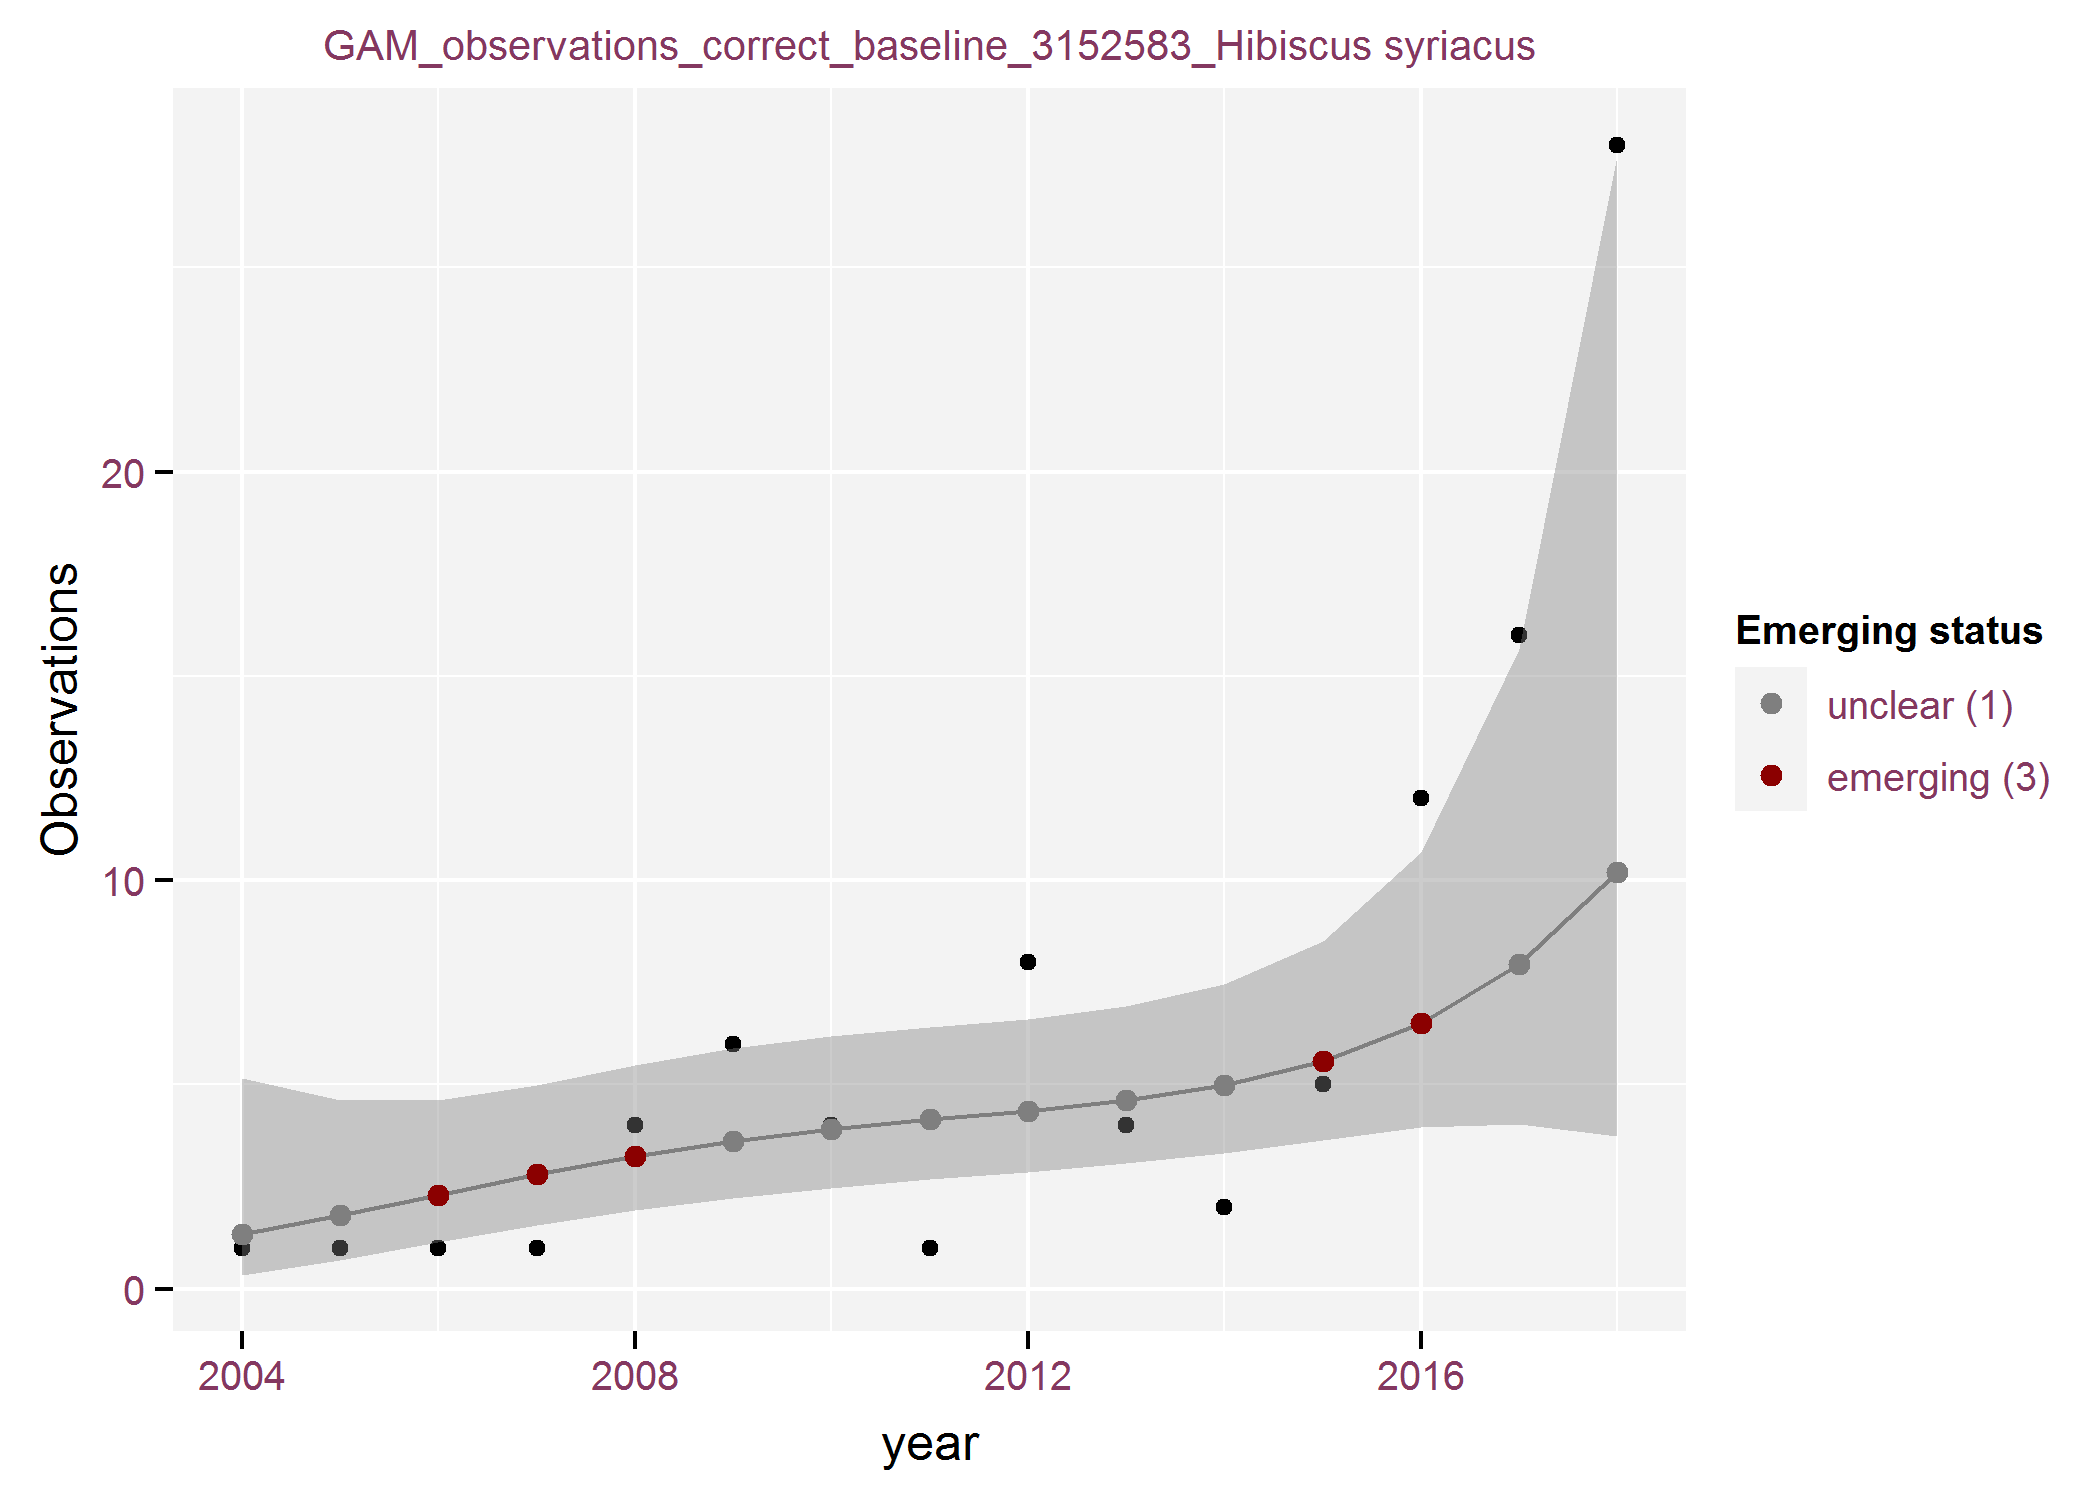 GAM_observations_correct_baseline_3152583_Hibiscus syriacus
Observations
20
10
0
2004
2008
2012
2016
year
Emerging status
unclear (1)
emerging (3)